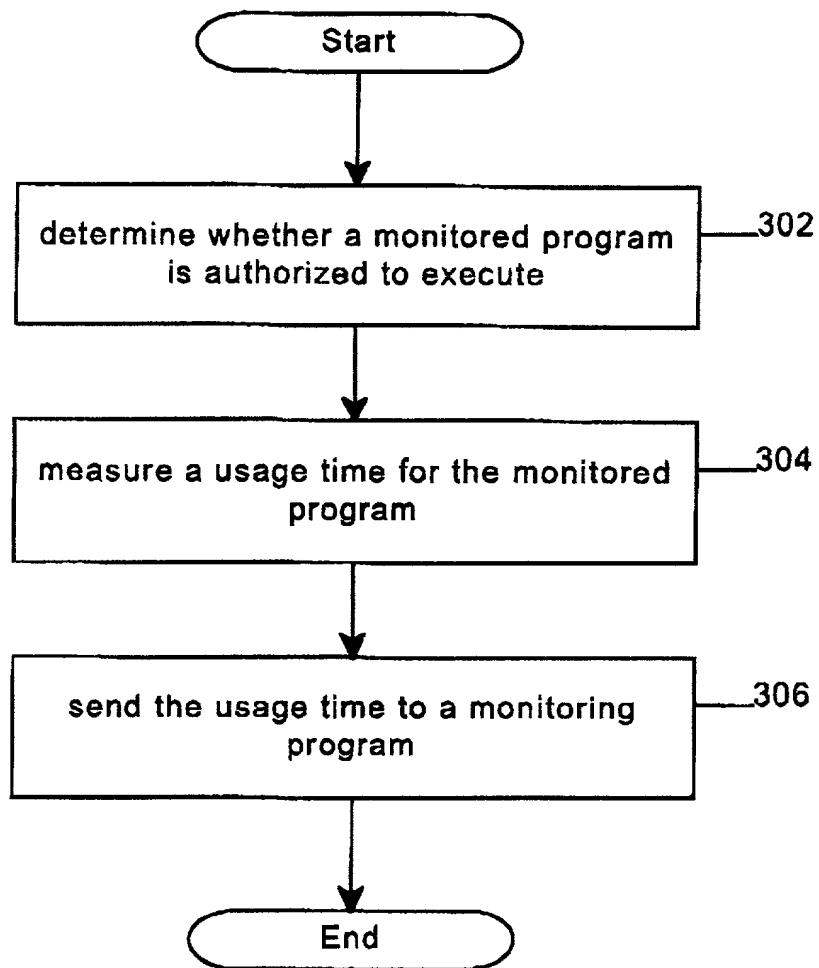 Start
determine whether a monitored program
is authorized to execute
302
measure a usage time for the monitored
program
304
send the usage time to a monitoring
program
306
End